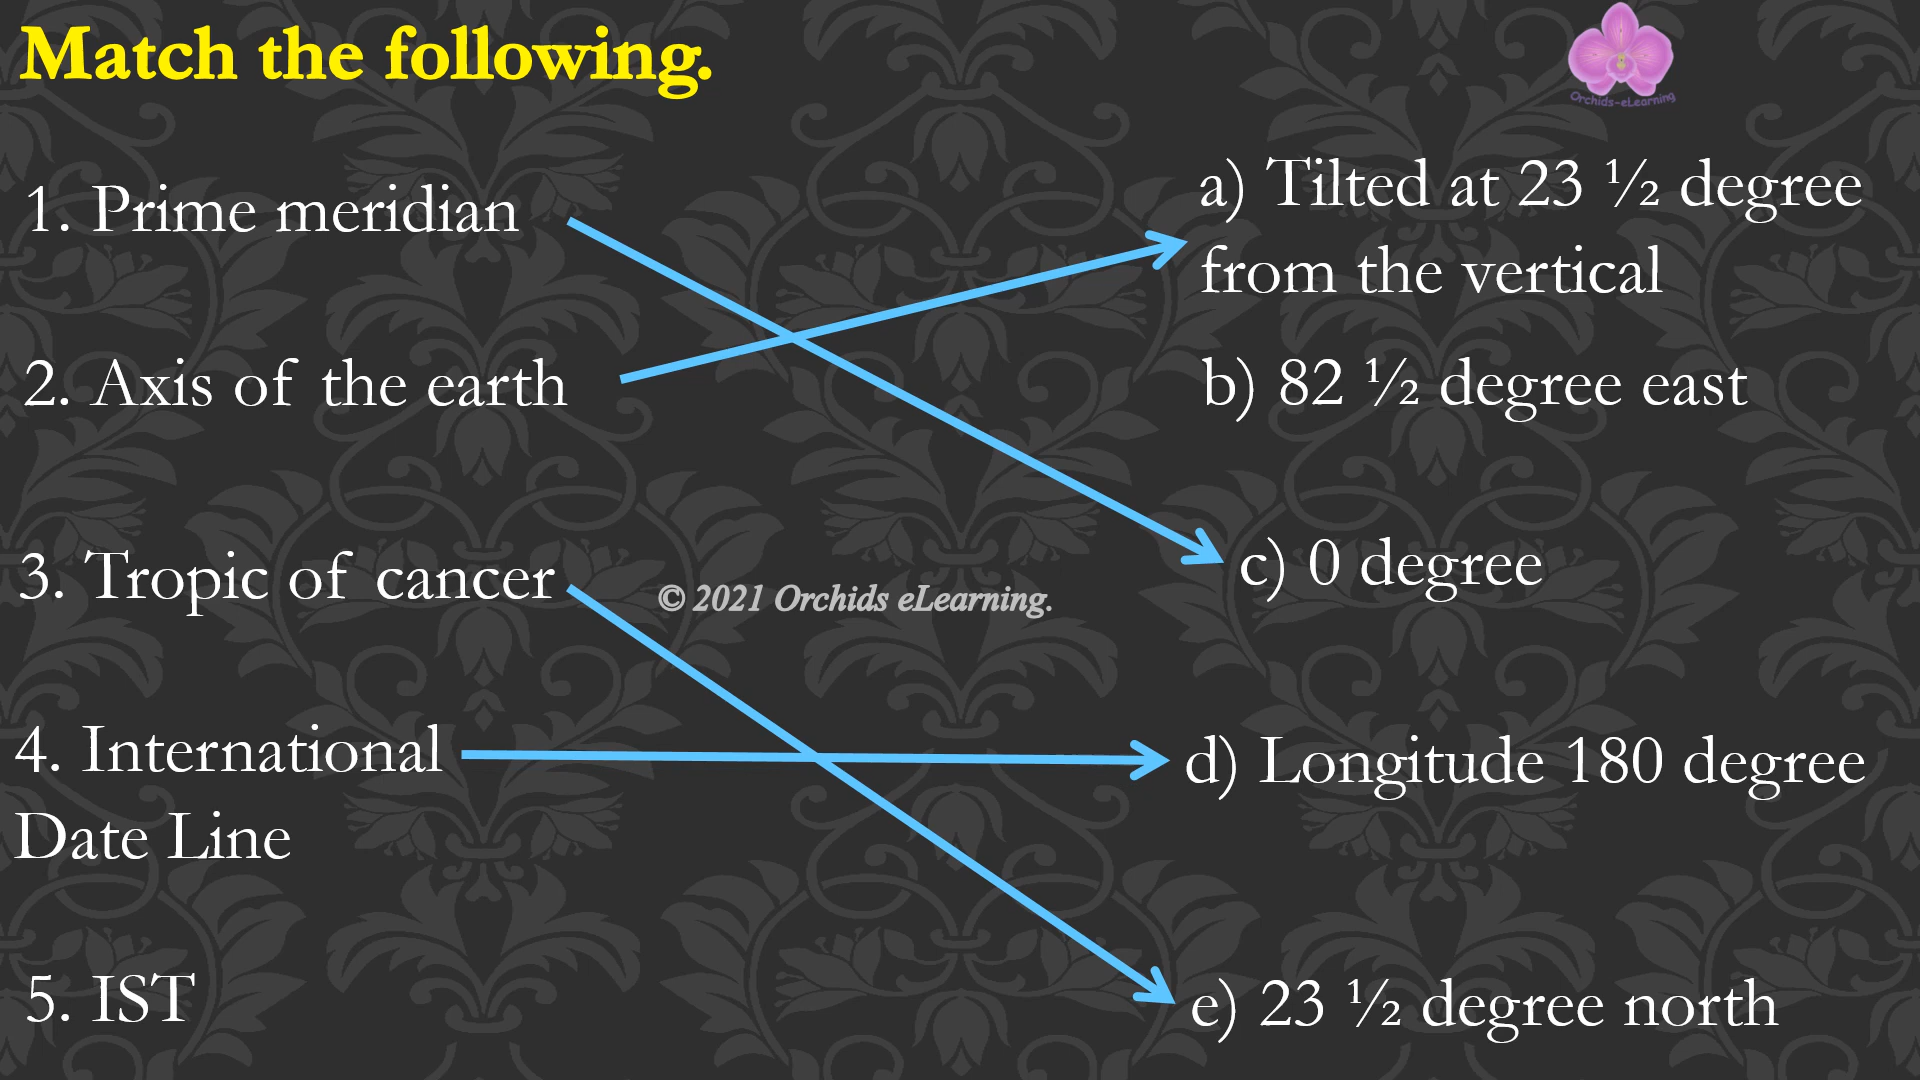 Match the following.
Orchids-eLearning
1. Prime meridian
2. Axis of the earth
3. Tropic of cancer
4. International
Date Line
5. IST
© 2021 Orchids eLearning.
a) Tilted at 23 ½ degree
from the vertical
b) 82 ½ degree east
c) 0 degree
d) Longitude 180 degree
e) 23 ½ degree north